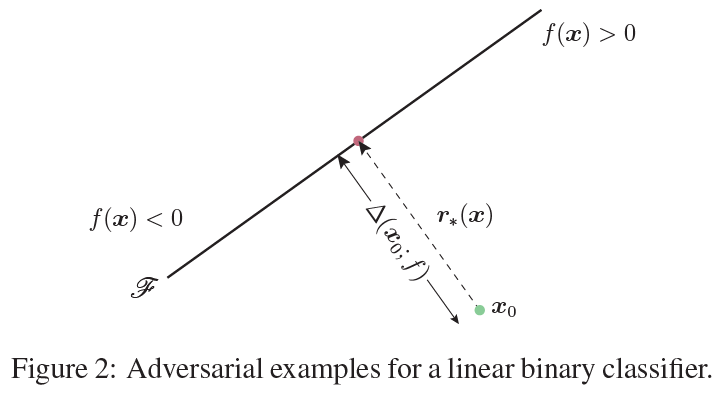 f(x) > 0
f(x) < 0
Δ(x₀; f)
r∗(x)
ℱ
x₀
Figure 2: Adversarial examples for a linear binary classifier.